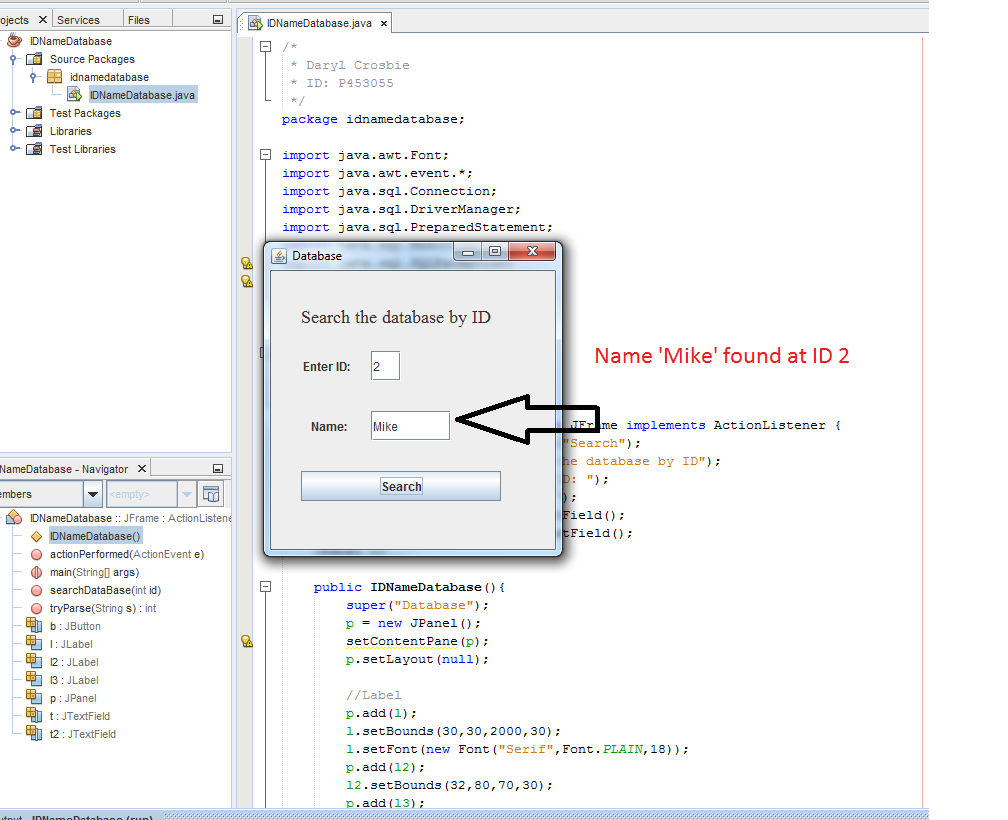 ojects
Services
Files
IDNameDatabase
Source Packages
idnamedatabase
IDNameDatabase.java
Test Packages
Libraries
Test Libraries
NameDatabase - Navigator
embers
<empty>
IDNameDatabase :: JFrame : ActionListene
IDNameDatabase()
actionPerformed(ActionEvent e)
main(String[] args)
searchDataBase(int id)
tryParse(String s) : int
b : JButton
l : JLabel
l2 : JLabel
l3 : JLabel
p : JPanel
t : JTextField
t2 : JTextField
IDNameDatabase.java
/*
* Daryl Crosbie
* ID: P453055
*/
package idnamedatabase;
import java.awt.Font;
import java.awt.event.*;
import java.sql.Connection;
import java.sql.DriverManager;
import java.sql.PreparedStatement;
Database
Search the database by ID
Enter ID: 2
Name: Mike
Search
Name 'Mike' found at ID 2
JFrame implements ActionListener {
"Search");
he database by ID");
D: ");
);
Field();
tField();
public IDNameDatabase(){
super("Database");
p = new JPanel();
setContentPane(p);
p.setLayout(null);
//Label
p.add(l);
l.setBounds(30,30,2000,30);
l.setFont(new Font("Serif",Font.PLAIN,18));
p.add(l2);
l2.setBounds(32,80,70,30);
p.add(l3);
utput - IDNameDatabase (run)